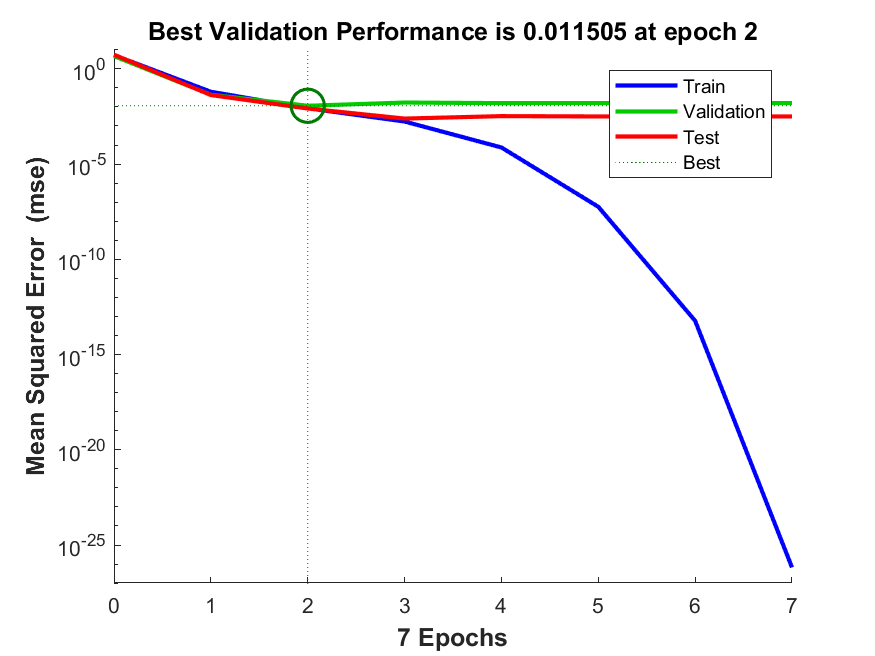 Best Validation Performance is 0.011505 at epoch 2
Mean Squared Error (mse)
10^0
10^-5
10^-10
10^-15
10^-20
10^-25
Train
Validation
Test
Best
0 1 2 3 4 5 6 7
7 Epochs